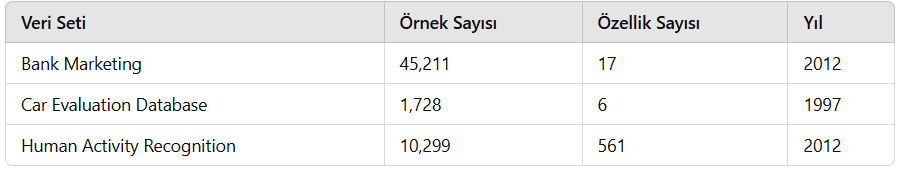 Veri Seti Örnek Sayısı Özellik Sayısı Yıl
Bank Marketing 45,211 17 2012
Car Evaluation Database 1,728 6 1997
Human Activity Recognition 10,299 561 2012